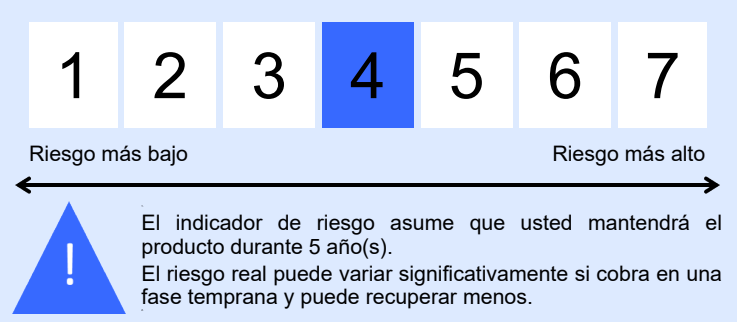 1 2 3 4 5 6 7
Riesgo más bajo Riesgo más alto
!
El indicador de riesgo asume que usted mantendrá el
producto durante 5 año(s).
El riesgo real puede variar significativamente si cobra en una
fase temprana y puede recuperar menos.